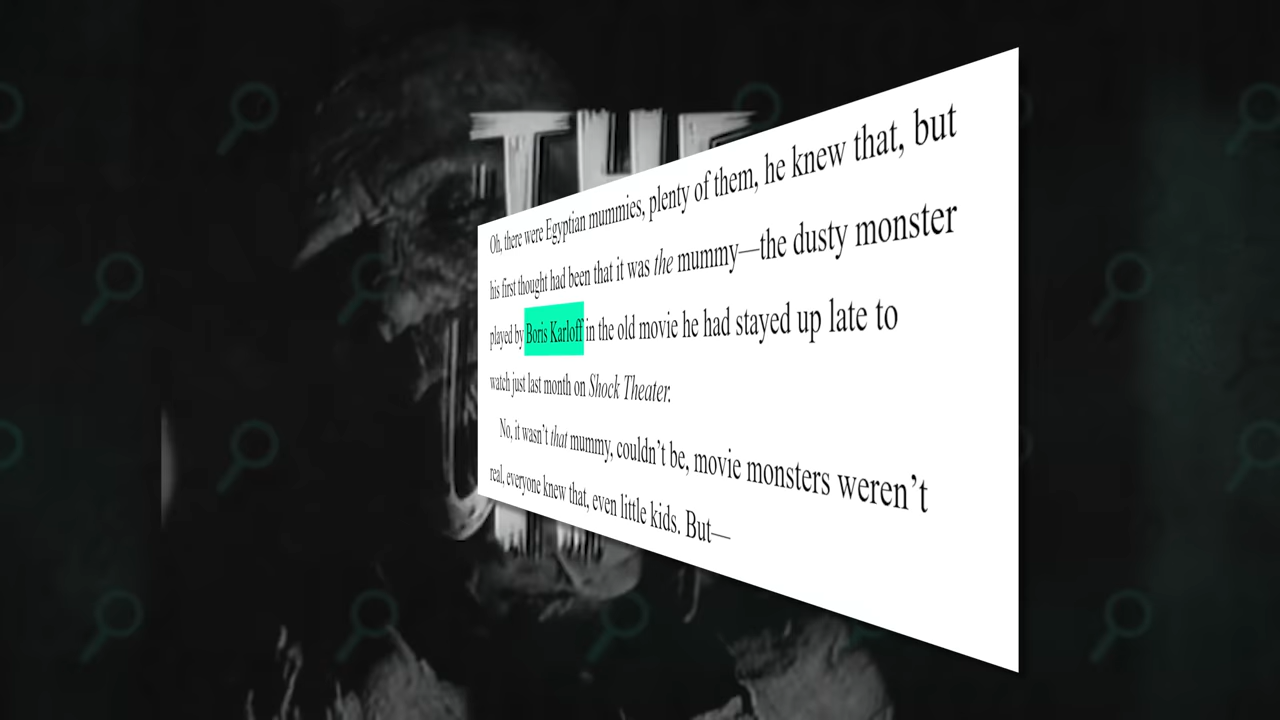 THE
Oh, there were Egyptian mummies, plenty of them, he knew that, but
his first thought had been that it was the mummy—the dusty monster
played by Boris Karloff in the old movie he had stayed up late to
watch just last month on Shock Theater.
No, it wasn't that mummy, couldn't be, movie monsters weren't
real, everyone knew that, even little kids. But—